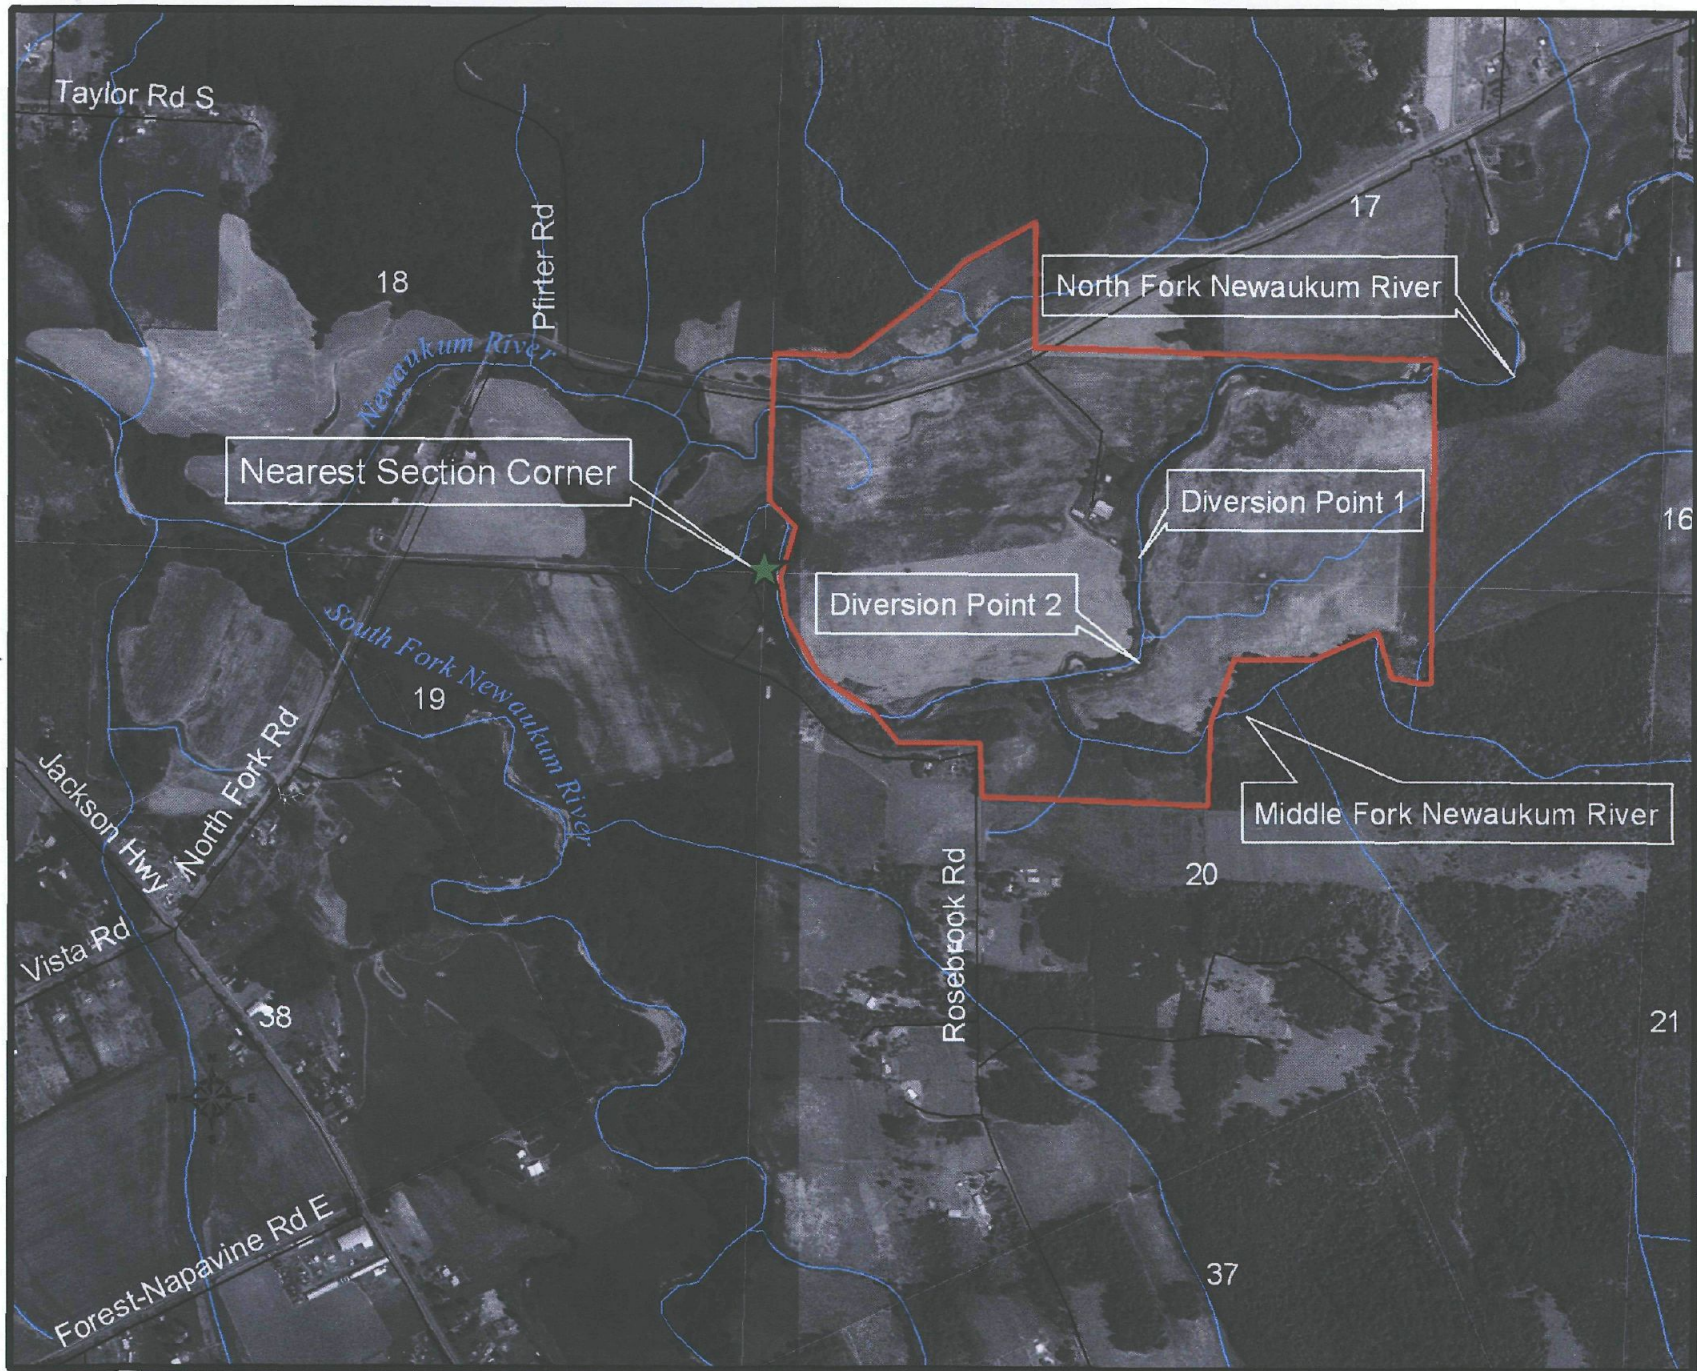 Taylor Rd S
17
Pfirter Rd
18
North Fork Newaukum River
Newaukum River
Nearest Section Corner
Diversion Point 1
16
Diversion Point 2
South Fork Newaukum River
19
North Fork Rd
Jackson Hwy
Middle Fork Newaukum River
20
Rosebrook Rd
Vista Rd
38
21
Forest-Napavine Rd E
37